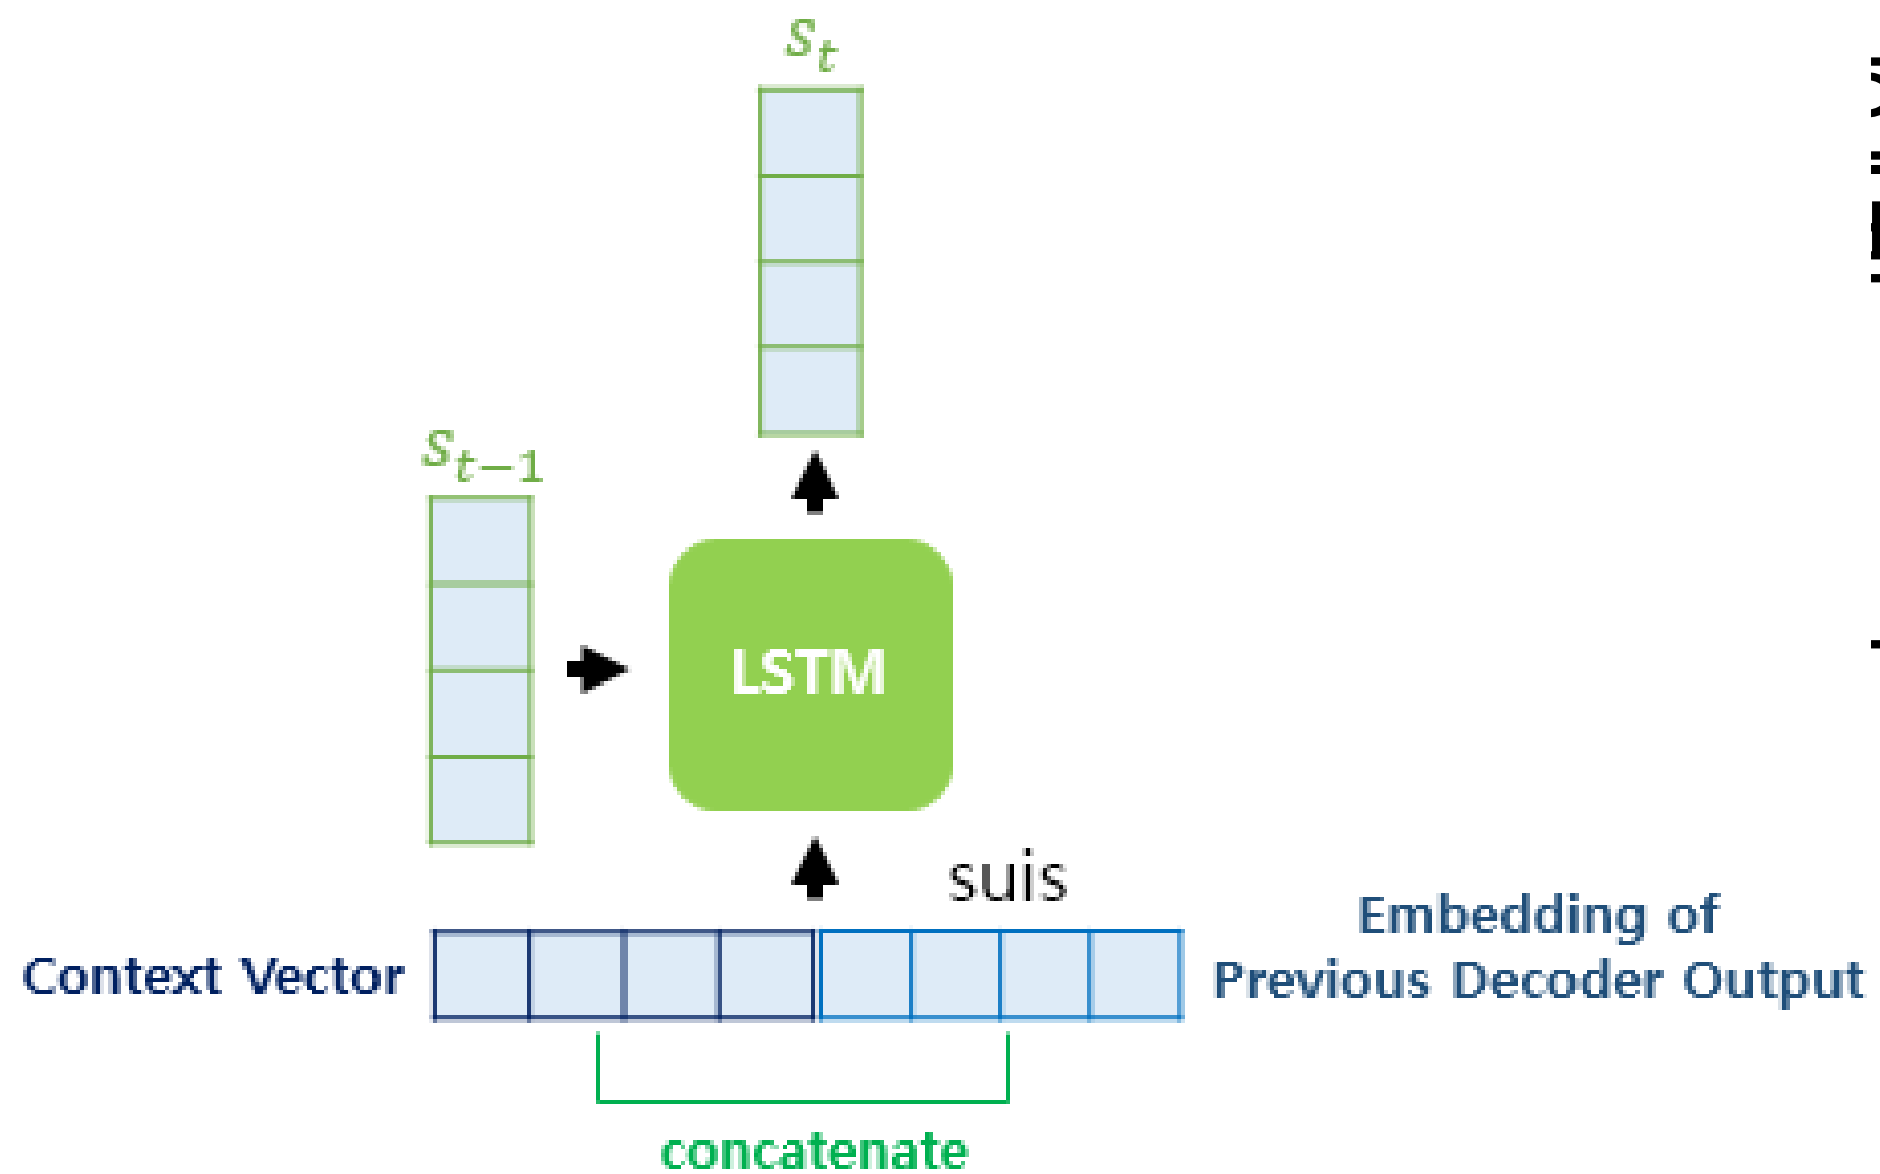 s_t
s_{t−1}
LSTM
suis
Context Vector
Embedding of
Previous Decoder Output
concatenate